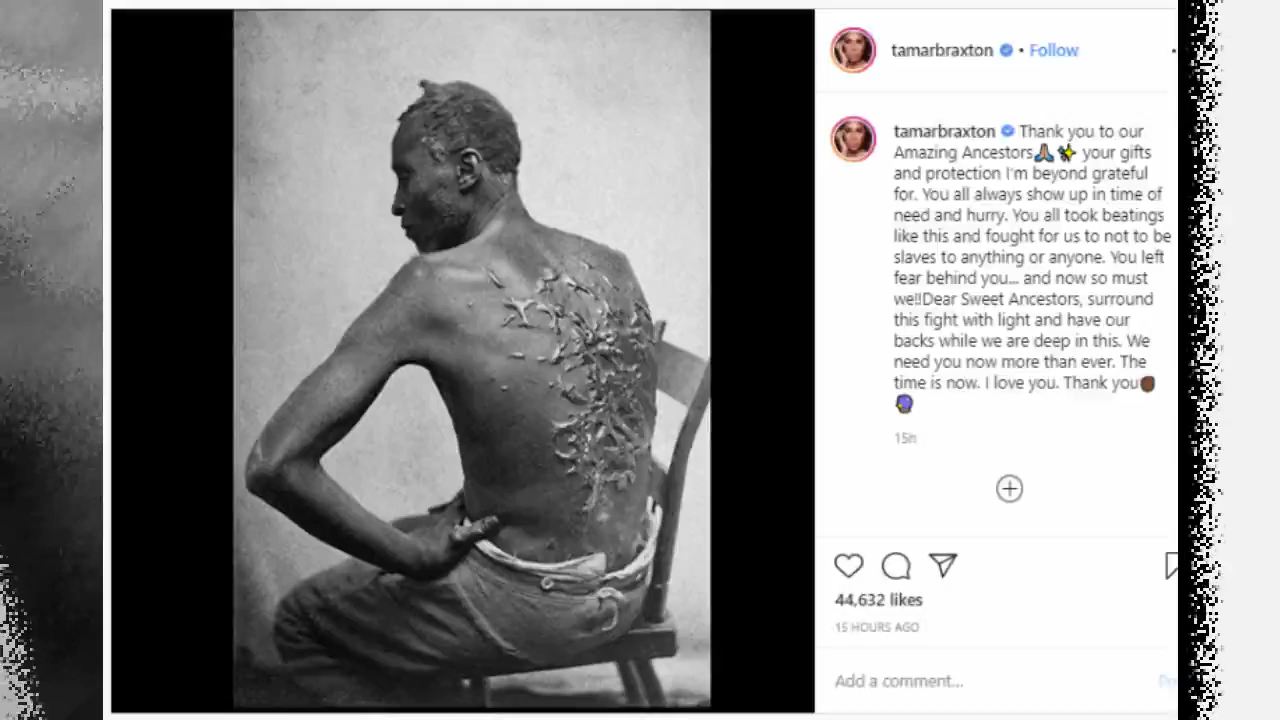 tamarbraxton • Follow
tamarbraxton Thank you to our
Amazing Ancestors🙏🏽✨ your gifts
and protection I'm beyond grateful
for. You all always show up in time of
need and hurry. You all took beatings
like this and fought for us to not to be
slaves to anything or anyone. You left
fear behind you... and now so must
we!!Dear Sweet Ancestors, surround
this fight with light and have our
backs while we are deep in this. We
need you now more than ever. The
time is now. I love you. Thank you
15h
44,632 likes
15 HOURS AGO
Add a comment...